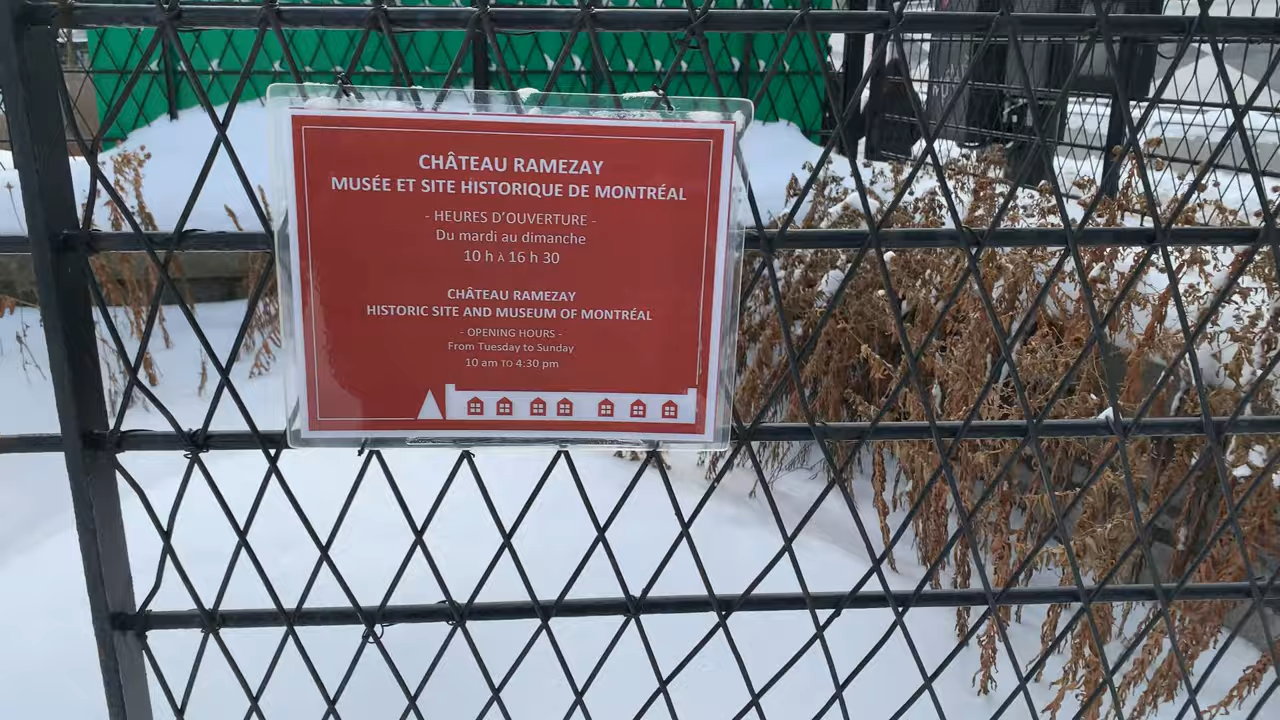 CHÂTEAU RAMEZAY
MUSÉE ET SITE HISTORIQUE DE MONTRÉAL
- HEURES D'OUVERTURE -
Du mardi au dimanche
10 h À 16 h 30
CHÂTEAU RAMEZAY
HISTORIC SITE AND MUSEUM OF MONTRÉAL
- OPENING HOURS -
From Tuesday to Sunday
10 am TO 4:30 pm